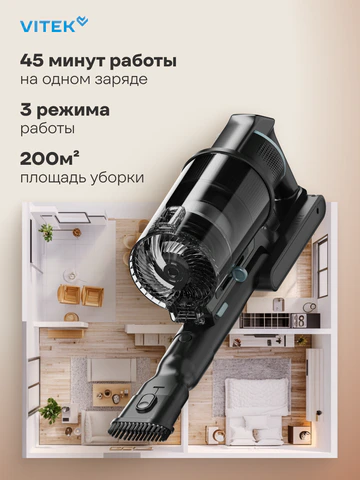 VITEK
45 минут работы
на одном заряде
3 режима
работы
200м²
площадь уборки